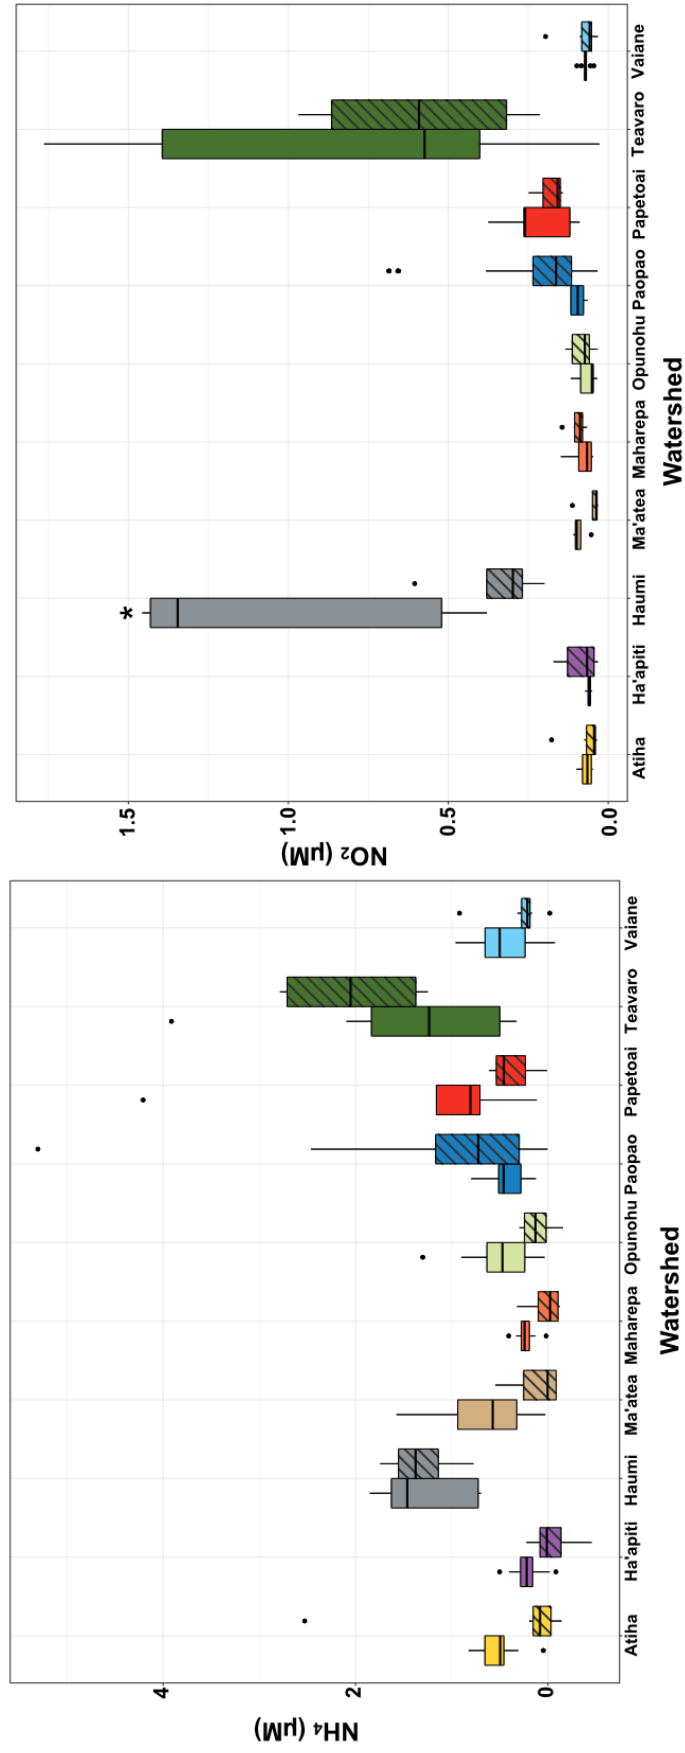 NH₄ (µM)
4
2
0
Atiha Ha'apiti Haumi Ma'atea Maharepa Opunohu Paopao Papetoai Teavaro Vaiane
Watershed
NO₂ (µM)
1.5
1.0
0.5
0.0
*
Atiha Ha'apiti Haumi Ma'atea Maharepa Opunohu Paopao Papetoai Teavaro Vaiane
Watershed